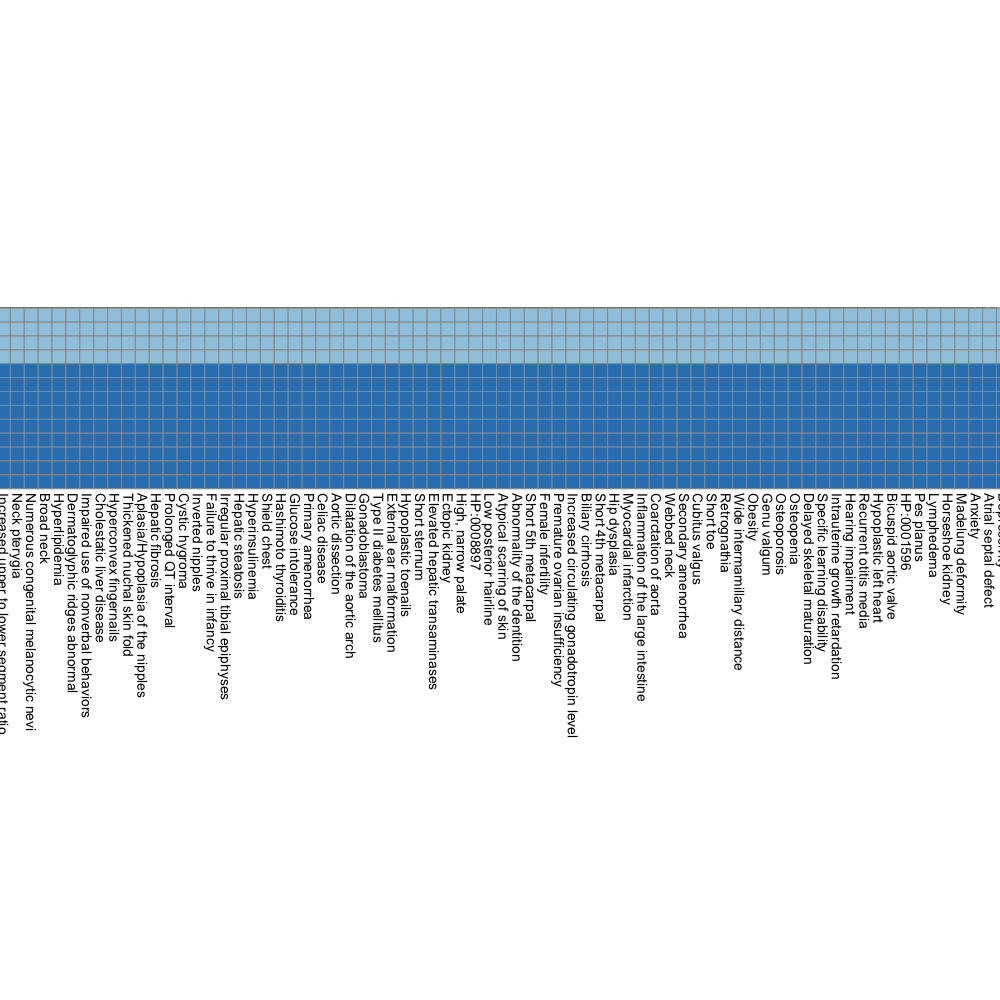 Increased upper to lower segment ratio
Neck pterygia
Numerous congenital melanocytic nevi
Broad neck
Hyperlipidemia
Dermatoglyphic ridges abnormal
Impaired use of nonverbal behaviors
Cholestatic liver disease
Hyperconvex fingernails
Thickened nuchal skin fold
Aplasia/Hypoplasia of the nipples
Hepatic fibrosis
Prolonged QT interval
Cystic hygroma
Inverted nipples
Failure to thrive in infancy
Irregular proximal tibial epiphyses
Hepatic steatosis
Hyperinsulinemia
Shield chest
Hashimoto thyroiditis
Glucose intolerance
Primary amenorrhea
Celiac disease
Aortic dissection
Dilatation of the aortic arch
Gonadoblastoma
Type II diabetes mellitus
External ear malformation
Hypoplastic toenails
Short sternum
Elevated hepatic transaminases
Ectopic kidney
High, narrow palate
HP:0008897
Low posterior hairline
Atypical scarring of skin
Abnormality of the dentition
Short 5th metacarpal
Female infertility
Premature ovarian insufficiency
Increased circulating gonadotropin level
Biliary cirrhosis
Short 4th metacarpal
Hip dysplasia
Myocardial infarction
Inflammation of the large intestine
Coarctation of aorta
Webbed neck
Secondary amenorrhea
Cubitus valgus
Short toe
Retrognathia
Wide intermamillary distance
Obesity
Genu valgum
Osteoporosis
Osteopenia
Delayed skeletal maturation
Specific learning disability
Intrauterine growth retardation
Hearing impairment
Recurrent otitis media
Hypoplastic left heart
Bicuspid aortic valve
HP:0001596
Pes planus
Lymphedema
Horseshoe kidney
Madelung deformity
Anxiety
Atrial septal defect